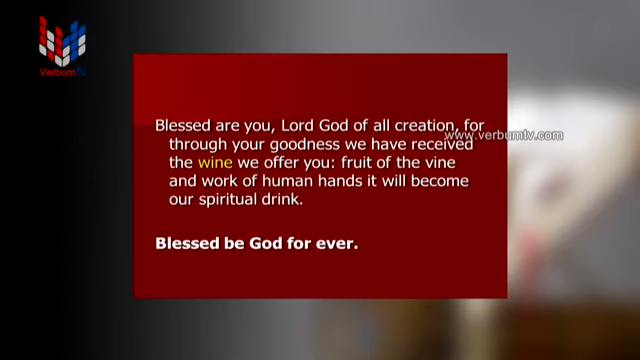 VerbumTV
Blessed are you, Lord God of all creation, for
www.verbumtv.com
through your goodness we have received
the wine we offer you: fruit of the vine
and work of human hands it will become
our spiritual drink.
Blessed be God for ever.